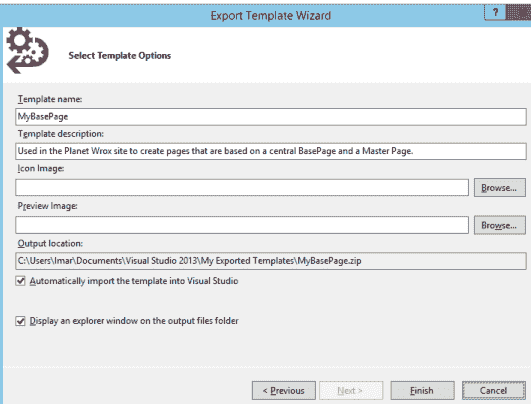 Export Template Wizard
?
Select Template Options
Template name:
MyBasePage
Template description:
Used in the Planet Wrox site to create pages that are based on a central BasePage and a Master Page.
Icon Image:
Browse...
Preview Image:
Browse...
Output location:
C:\Users\Imar\Documents\Visual Studio 2013\My Exported Templates\MyBasePage.zip
Automatically import the template into Visual Studio
Display an explorer window on the output files folder
< Previous
Next >
Finish
Cancel